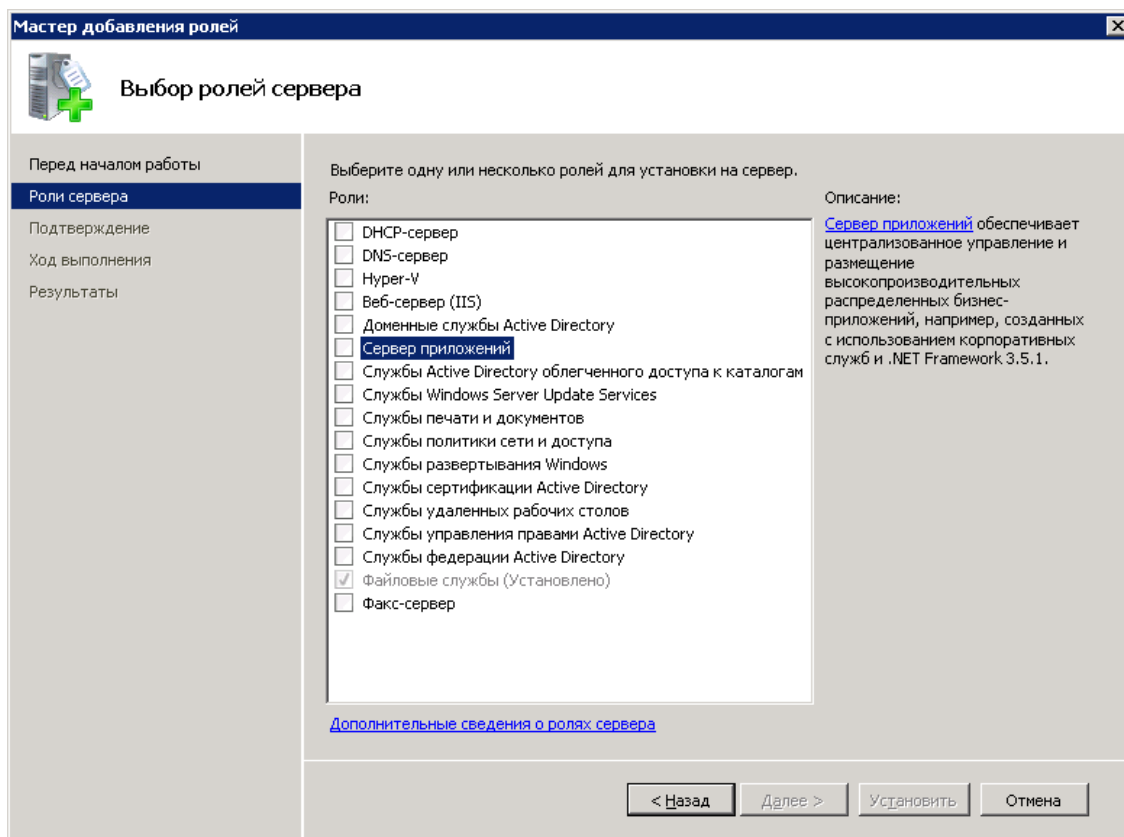 Мастер добавления ролей
Выбор ролей сервера
Перед началом работы
Роли сервера
Подтверждение
Ход выполнения
Результаты
Выберите одну или несколько ролей для установки на сервер.
Роли:
DHCP-сервер
DNS-сервер
Hyper-V
Веб-сервер (IIS)
Доменные службы Active Directory
Сервер приложений
Службы Active Directory облегченного доступа к каталогам
Службы Windows Server Update Services
Службы печати и документов
Службы политики сети и доступа
Службы развертывания Windows
Службы сертификации Active Directory
Службы удаленных рабочих столов
Службы управления правами Active Directory
Службы федерации Active Directory
Файловые службы (Установлено)
Факс-сервер
Дополнительные сведения о ролях сервера
Описание:
Сервер приложений обеспечивает
централизованное управление и
размещение
высокопроизводительных
распределенных бизнес-
приложений, например, созданных
с использованием корпоративных
служб и .NET Framework 3.5.1.
< Назад
Далее >
Установить
Отмена